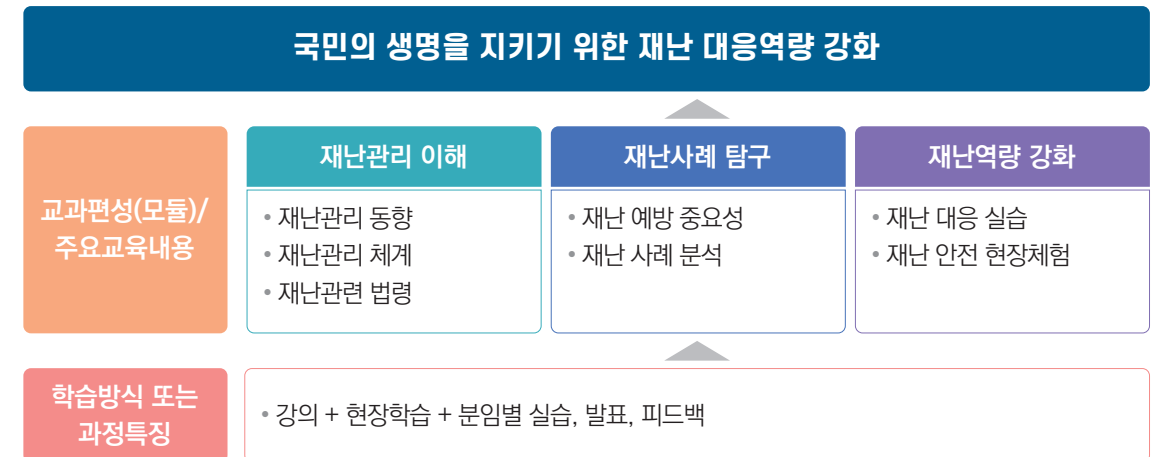 국민의 생명을 지키기 위한 재난 대응역량 강화
교과편성(모듈)/
주요교육내용
재난관리 이해
• 재난관리 동향
• 재난관리 체계
• 재난관련 법령
재난사례 탐구
• 재난 예방 중요성
• 재난 사례 분석
재난역량 강화
• 재난 대응 실습
• 재난 안전 현장체험
학습방식 또는
과정특징
• 강의 + 현장학습 + 분임별 실습, 발표, 피드백